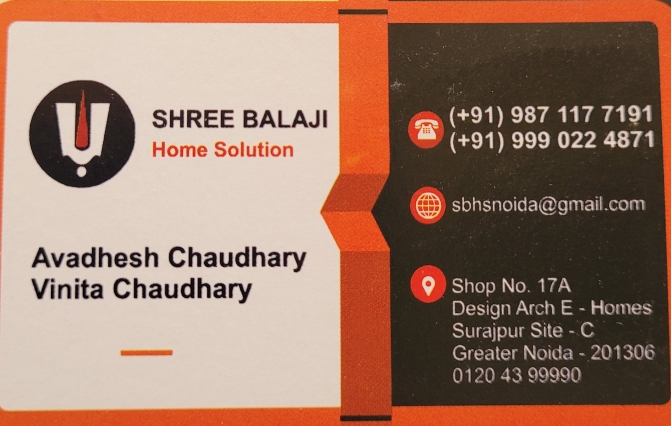 SHREE BALAJI
Home Solution
Avadhesh Chaudhary
Vinita Chaudhary
(+91) 987 117 7191
(+91) 999 022 4871
sbhsnoida@gmail.com
Shop No. 17A
Design Arch E - Homes
Surajpur Site - C
Greater Noida - 201306
0120 43 99990